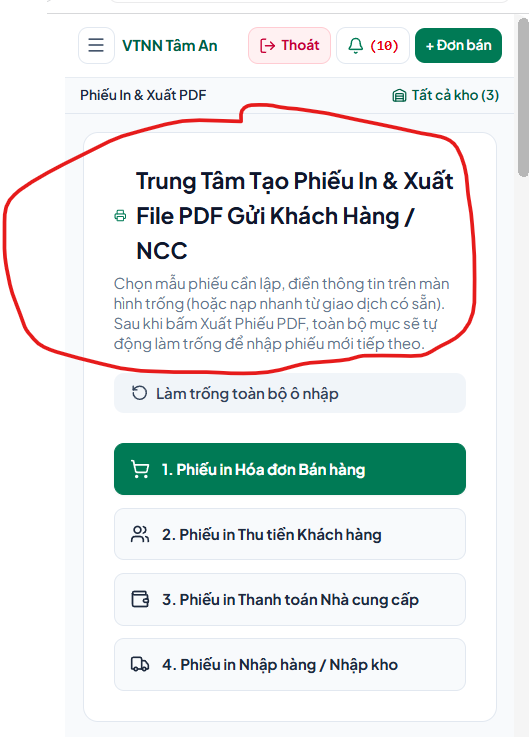 VTNN Tâm An
Thoát
(10)
+ Đơn bán
Phiếu In & Xuất PDF
Tất cả kho (3)
Trung Tâm Tạo Phiếu In & Xuất
File PDF Gửi Khách Hàng /
NCC
Chọn mẫu phiếu cần lập, điền thông tin trên màn
hình trống (hoặc nạp nhanh từ giao dịch có sẵn).
Sau khi bấm Xuất Phiếu PDF, toàn bộ mục sẽ tự
động làm trống để nhập phiếu mới tiếp theo.
Làm trống toàn bộ ô nhập
1. Phiếu in Hóa đơn Bán hàng
2. Phiếu in Thu tiền Khách hàng
3. Phiếu in Thanh toán Nhà cung cấp
4. Phiếu in Nhập hàng / Nhập kho